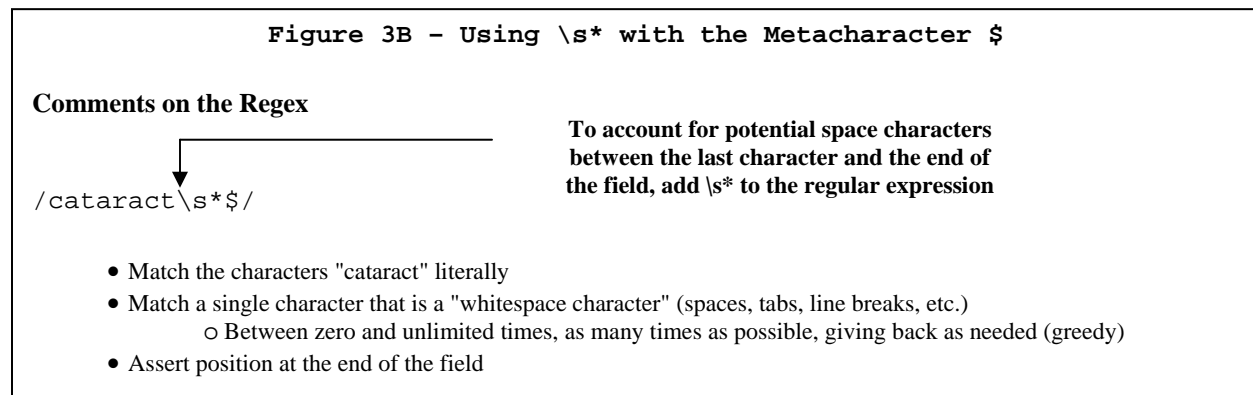 Figure 3B – Using \s* with the Metacharacter $
Comments on the Regex
To account for potential space characters
between the last character and the end of
the field, add \s* to the regular expression
/cataract\s*$/
• Match the characters "cataract" literally
• Match a single character that is a "whitespace character" (spaces, tabs, line breaks, etc.)
o Between zero and unlimited times, as many times as possible, giving back as needed (greedy)
• Assert position at the end of the field